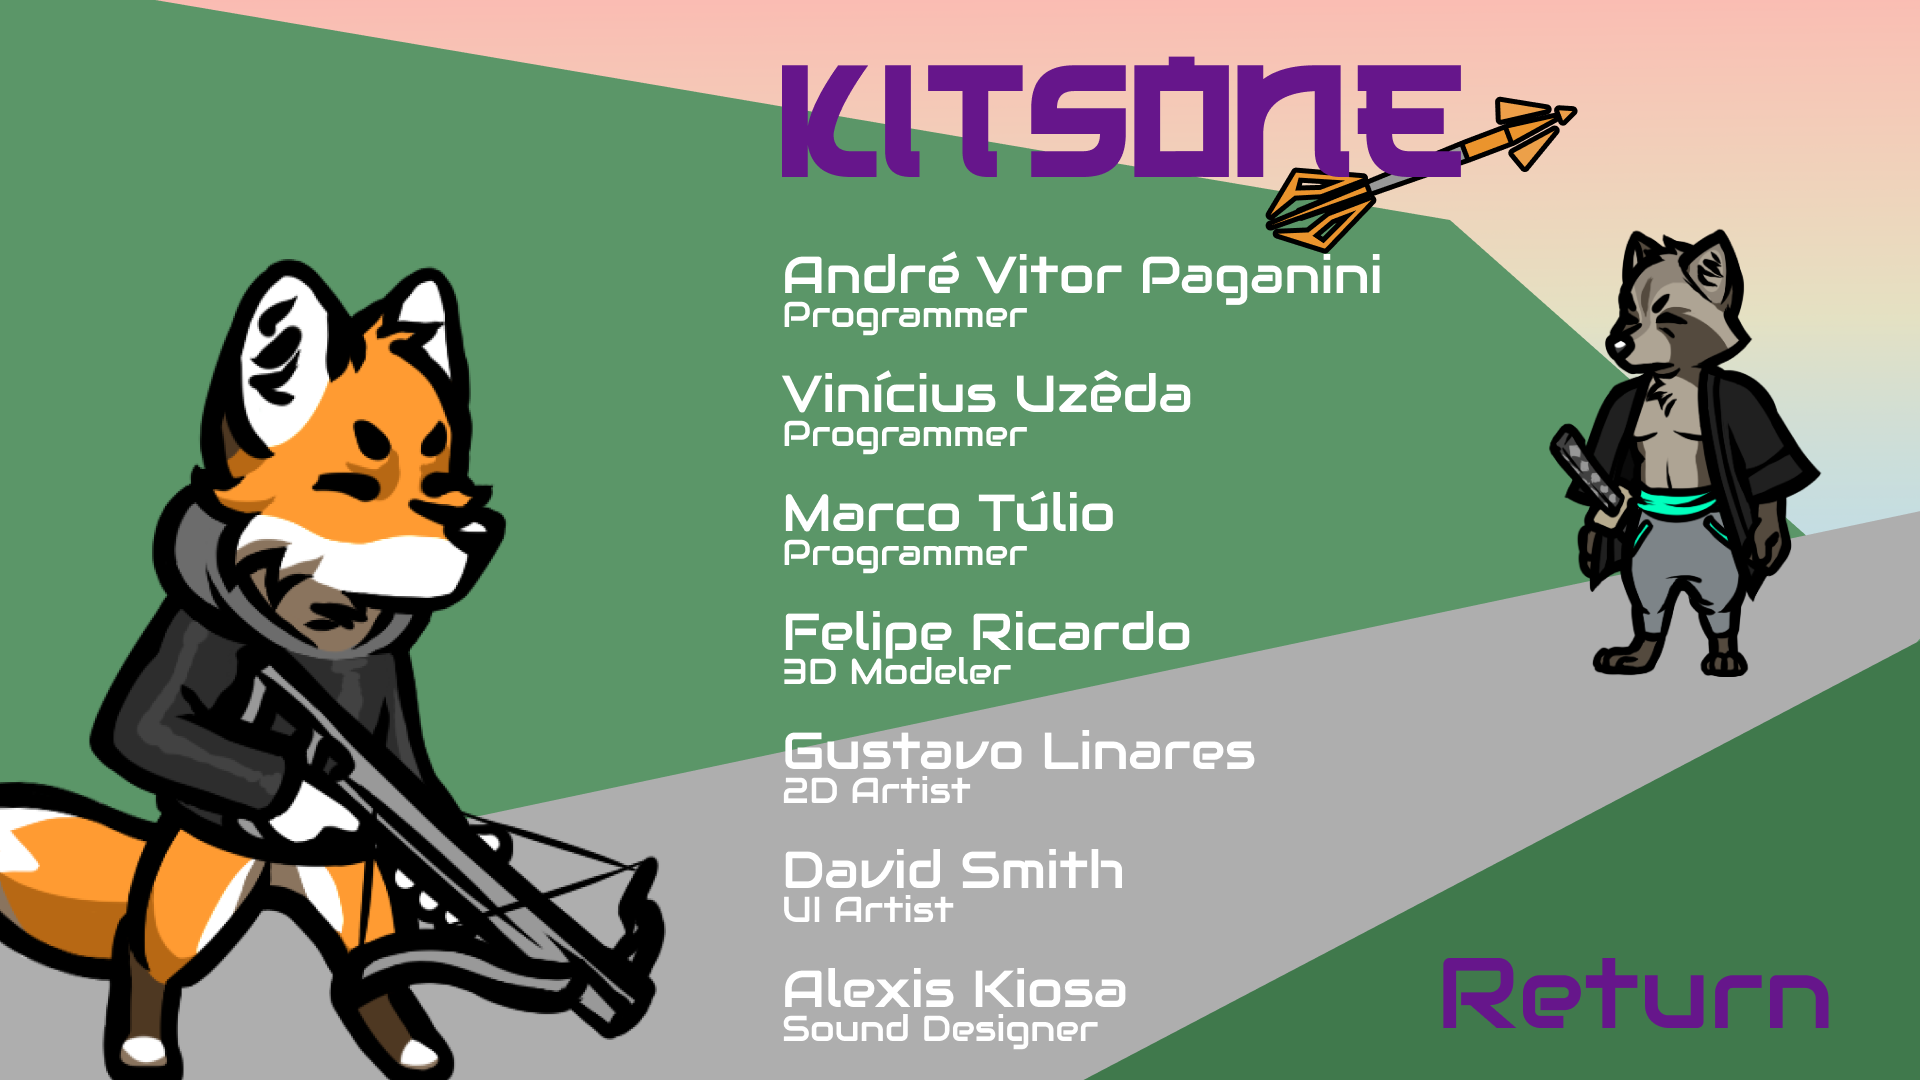 KITSONE
André Vitor Paganini
Programmer
Vinícius Uzêda
Programmer
Marco Túlio
Programmer
Felipe Ricardo
3D Modeler
Gustavo Linares
2D Artist
David Smith
UI Artist
Alexis Kiosa
Sound Designer
Return